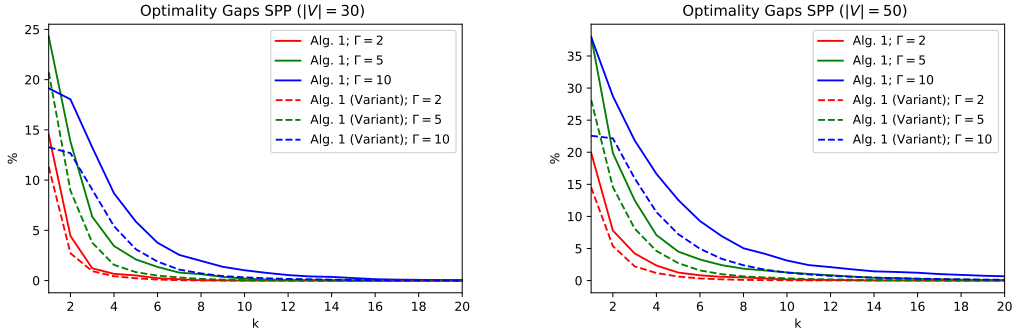 Optimality Gaps SPP (|V| = 30)
25
20
15
10
5
0
%
2 4 6 8 10 12 14 16 18 20
k
Alg. 1; Γ = 2
Alg. 1; Γ = 5
Alg. 1; Γ = 10
Alg. 1 (Variant); Γ = 2
Alg. 1 (Variant); Γ = 5
Alg. 1 (Variant); Γ = 10
Optimality Gaps SPP (|V| = 50)
35
30
25
20
15
10
5
0
%
2 4 6 8 10 12 14 16 18 20
k
Alg. 1; Γ = 2
Alg. 1; Γ = 5
Alg. 1; Γ = 10
Alg. 1 (Variant); Γ = 2
Alg. 1 (Variant); Γ = 5
Alg. 1 (Variant); Γ = 10